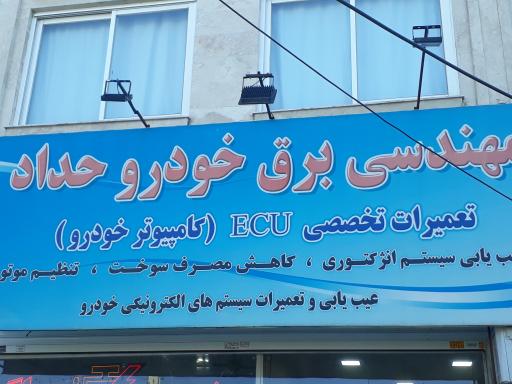 مهندسی برق خودرو حداد
تعمیرات تخصصی ECU (کامپیوتر خودرو)
عیب یابی سیستم انژکتوری ، کاهش مصرف سوخت ، تنظیم موتور
عیب یابی و تعمیرات سیستم های الکترونیکی خودرو